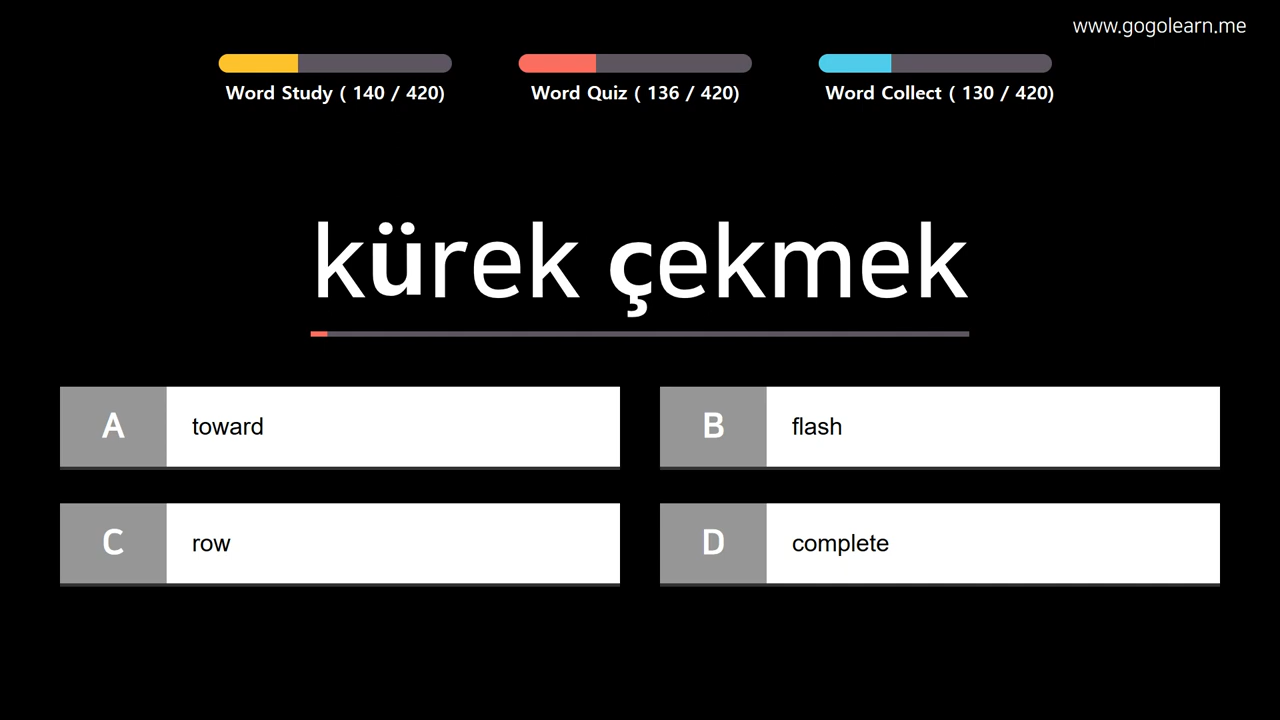 www.gogolearn.me
Word Study ( 140 / 420)
Word Quiz ( 136 / 420)
Word Collect ( 130 / 420)
kürek çekmek
A toward
B flash
C row
D complete